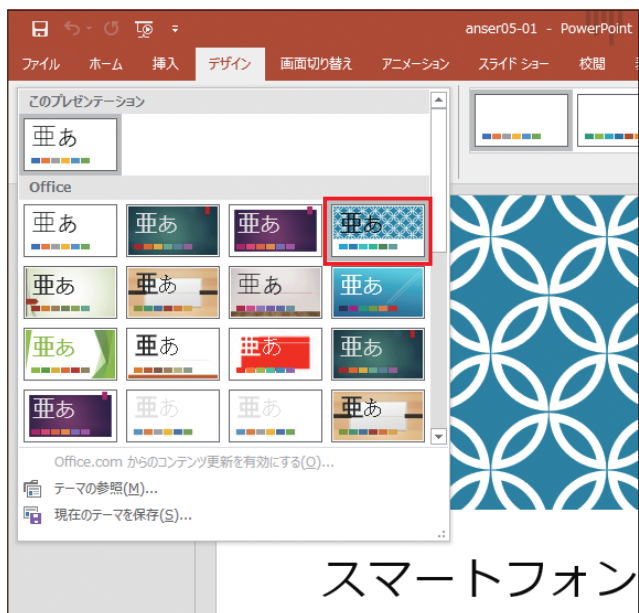 anser05-01 - PowerPoint
ファイル ホーム 挿入 デザイン 画面切り替え アニメーション スライド ショー 校閲
このプレゼンテーション
亜あ
Office
亜あ 亜あ 亜あ 亜あ
亜あ 亜あ 亜あ 亜あ
亜あ 亜あ 亜あ 亜あ
亜あ 亜あ 亜あ 亜あ
Office.com からのコンテンツ更新を有効にする(O)...
テーマの参照(M)...
現在のテーマを保存(S)...
スマートフォン